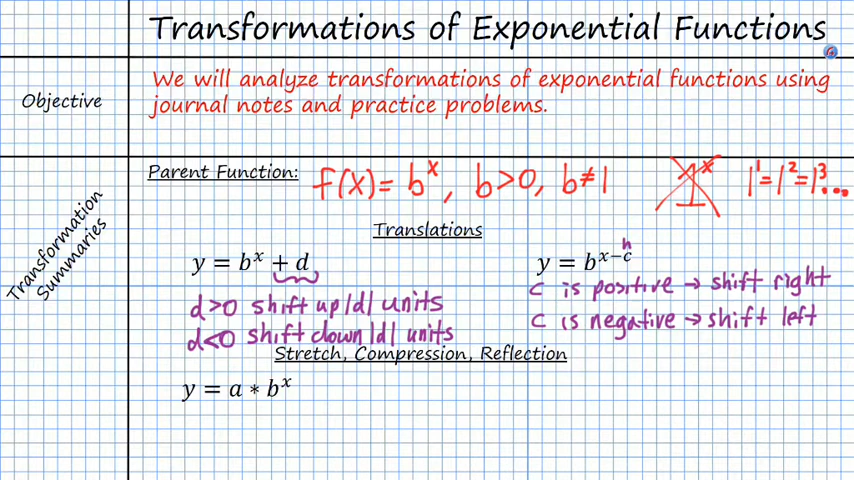 Transformations of Exponential Functions
Objective
We will analyze transformations of exponential functions using
journal notes and practice problems.
Transformation
Summaries
Parent Function: f(x) = b^x, b>0, b≠1 1^x 1^1=1^2=1^3...
Translations
y = b^x + d
d>0 shift up |d| units
d<0 shift down |d| units
h
y = b^(x−c)
c is positive → shift right
c is negative → shift left
Stretch, Compression, Reflection
y = a ∗ b^x